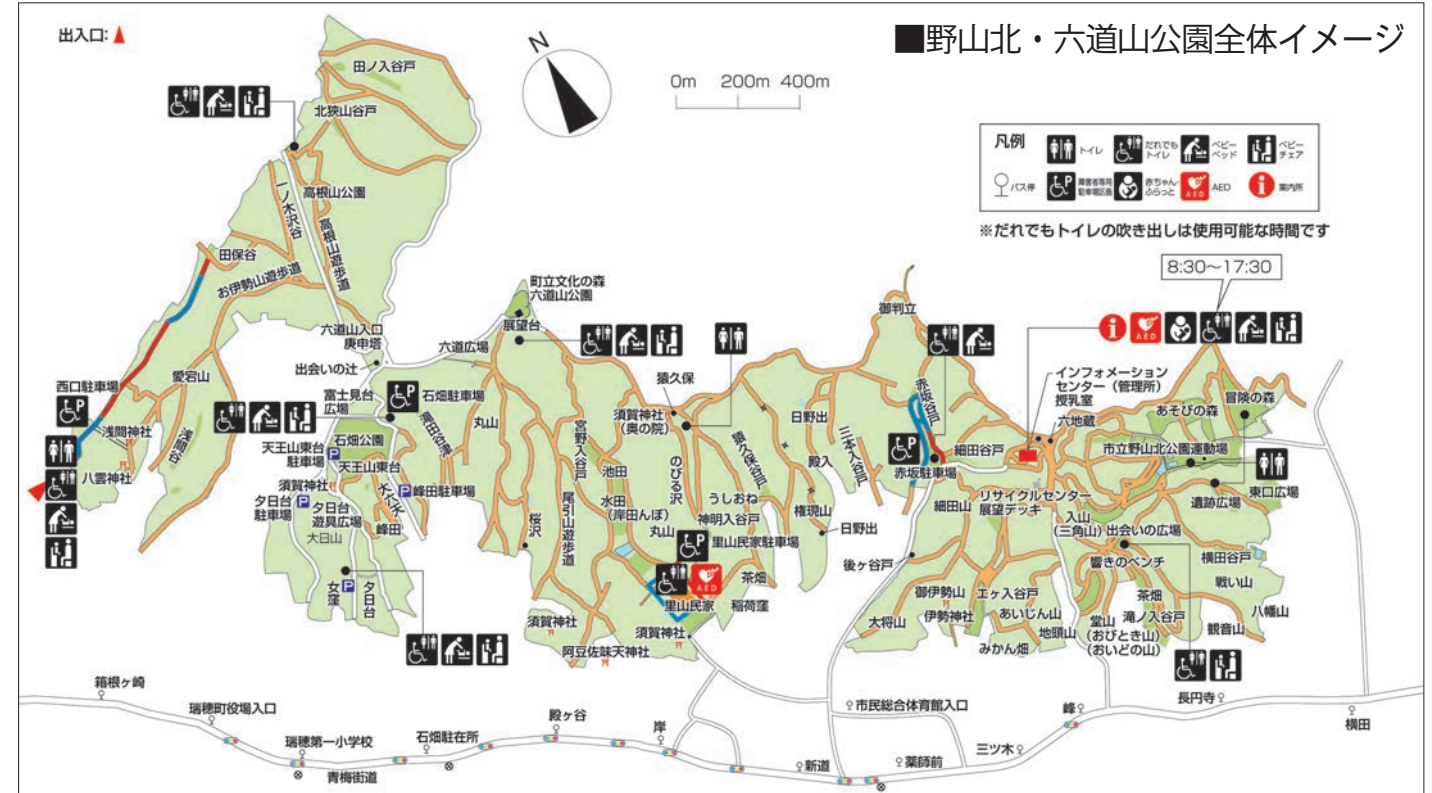 ■野山北・六道山公園全体イメージ
出入口:
N
0m 200m 400m
凡例
トイレ
だれでも
トイレ
ベビー
ベッド
ベビー
チェア
バス停
P
障害者専用
駐車場区画
赤ちゃん・
ふらっと
AED
AED
i
案内所
※だれでもトイレの吹き出しは使用可能な時間です
8:30〜17:30
田ノ入谷戸
北狭山谷戸
高根山公園
一ノ木沢谷
高根山遊歩道
田保谷
お伊勢山遊歩道
六道山入口
庚申塔
出会いの辻
西口駐車場
P
愛宕山
浅間神社
浅間谷
八雲神社
富士見台
広場
P
石畑駐車場
石畑公園
天王山東台
駐車場
P
天王山東台
須賀神社
夕日台
駐車場
P
夕日台
遊具広場
大日山
P
峰田駐車場
峰田
女窪
P
夕日台
町立文化の森
六道山公園
展望台
六道広場
丸山
宮野入谷戸
尾引山遊歩道
桜沢
池田
水田
(岸田んぼ)
丸山
須賀神社
(奥の院)
猿久保
のびる沢
猿久保谷戸
うしおね
神明入谷戸
P
里山民家駐車場
AED
里山民家
茶畑
稲荷窪
須賀神社
須賀神社
阿豆佐味天神社
日野出
殿入
権現山
日野出
三本入谷戸
御判立
赤坂谷戸
P
赤坂駐車場
後ヶ谷戸
細田谷戸
細田山
i
AED
インフォメーション
センター(管理所)
授乳室
六地蔵
あそびの森
冒険の森
市立野山北公園運動場
東口広場
遺跡広場
リサイクルセンター
展望デッキ
入山
(三角山)
出会いの広場
響きのベンチ
横田谷戸
戦い山
八幡山
観音山
茶畑
滝ノ入谷戸
堂山
(おびとき山)
(おいどの山)
御伊勢山
伊勢神社
大将山
エケ入谷戸
あいじん山
地頭山
みかん畑
箱根ヶ崎
瑞穂町役場入口
瑞穂第一小学校
青梅街道
石畑駐在所
殿ヶ谷
岸
新道
市民総合体育館入口
薬師前
三ツ木
峰
長円寺
横田